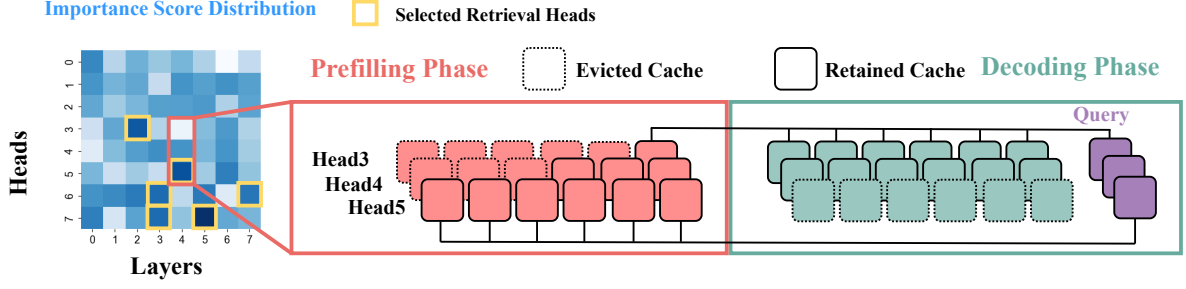 Importance Score Distribution
Selected Retrieval Heads
Prefilling Phase
Evicted Cache
Retained Cache
Decoding Phase
Heads
0
1
2
3
4
5
6
7
0 1 2 3 4 5 6 7
Layers
Head3
Head4
Head5
Query